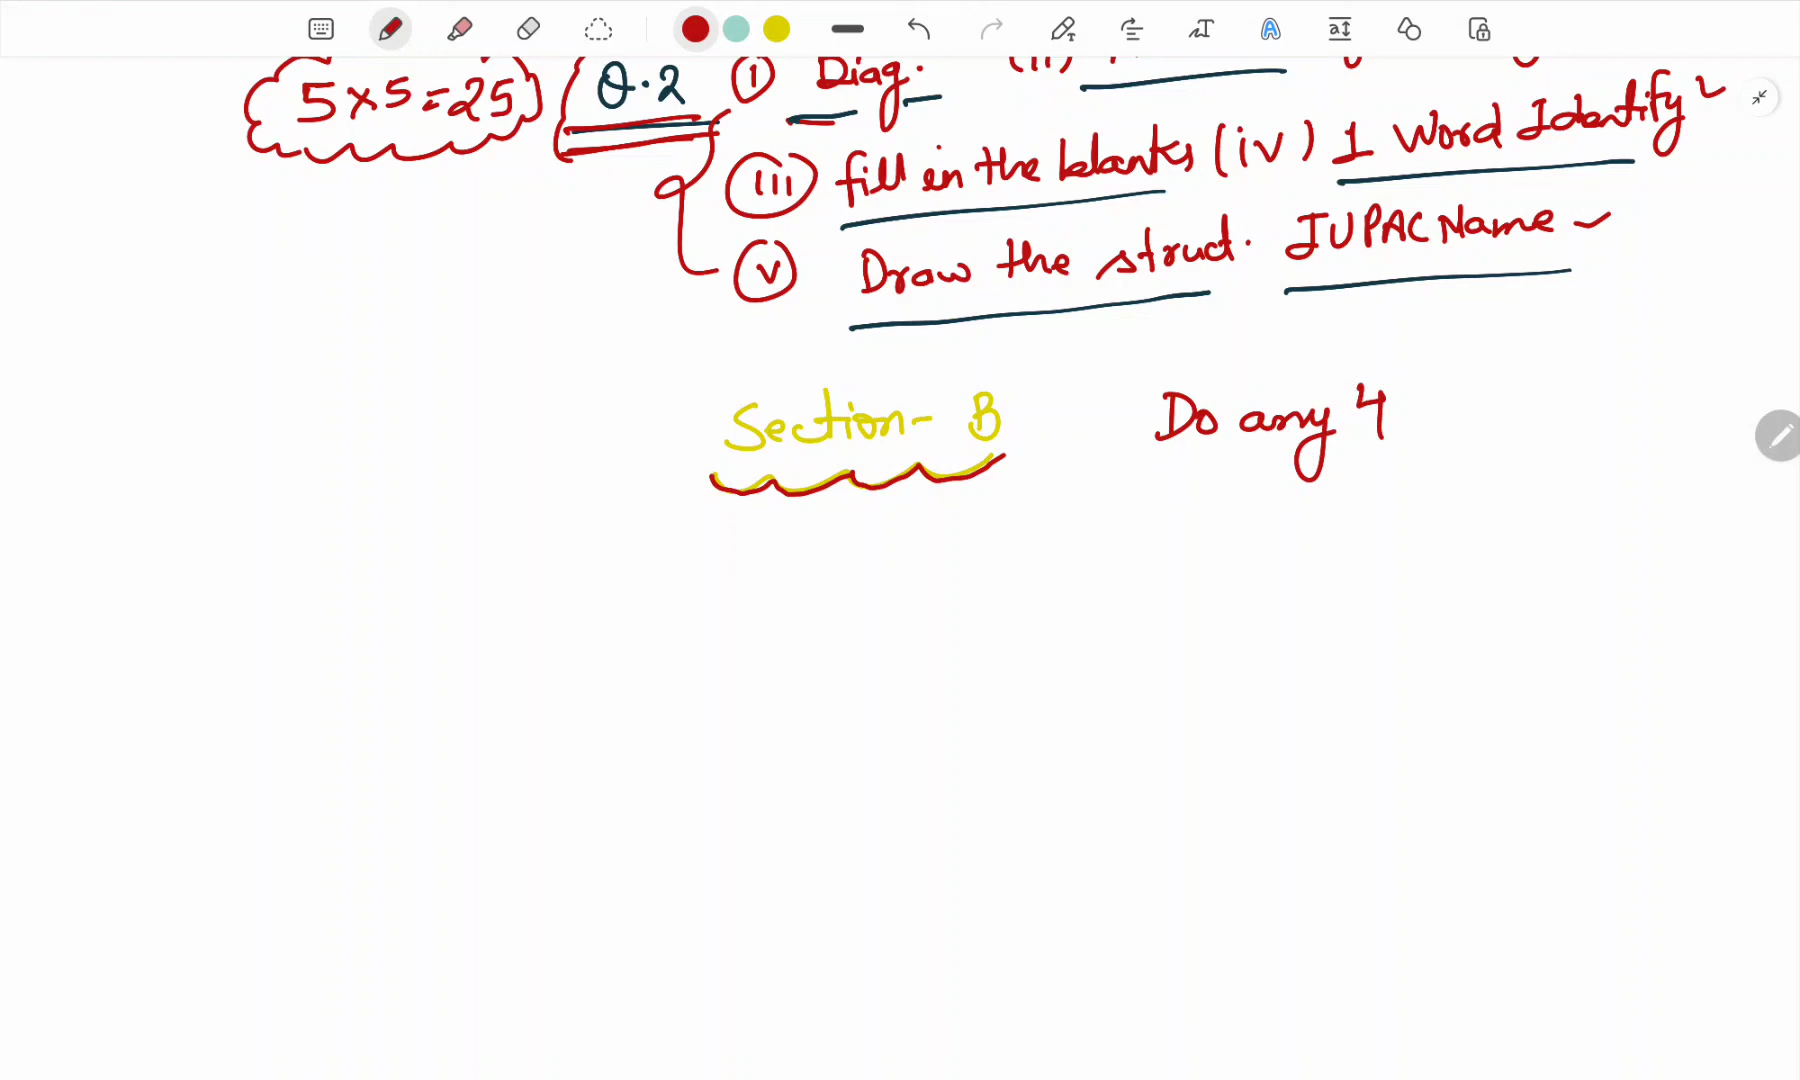 5×5=25 Q.2 (i) Diag. (ii)
(iii) fill in the blanks (iv) 1 Word Identify
(v) Draw the struct. IUPAC Name
Section- B Do any 4